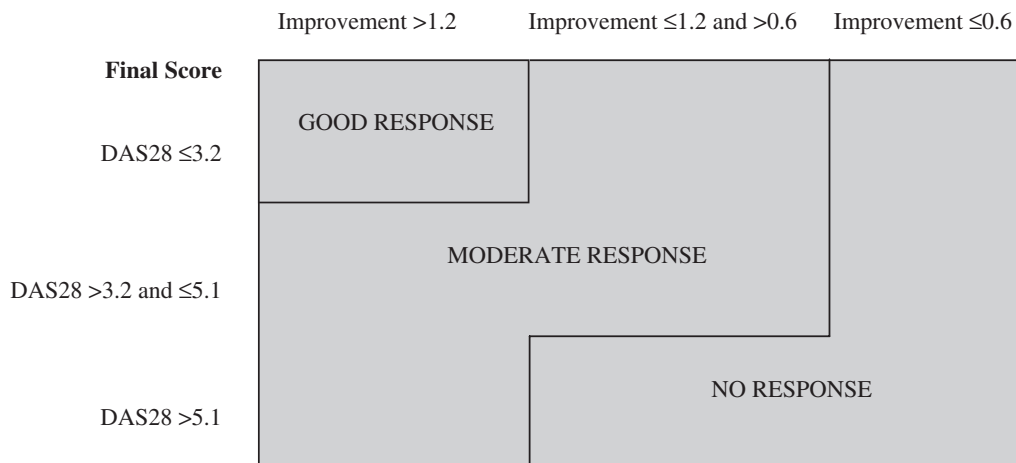 Improvement >1.2 Improvement ≤1.2 and >0.6 Improvement ≤0.6
Final Score
GOOD RESPONSE
DAS28 ≤3.2
MODERATE RESPONSE
DAS28 >3.2 and ≤5.1
NO RESPONSE
DAS28 >5.1